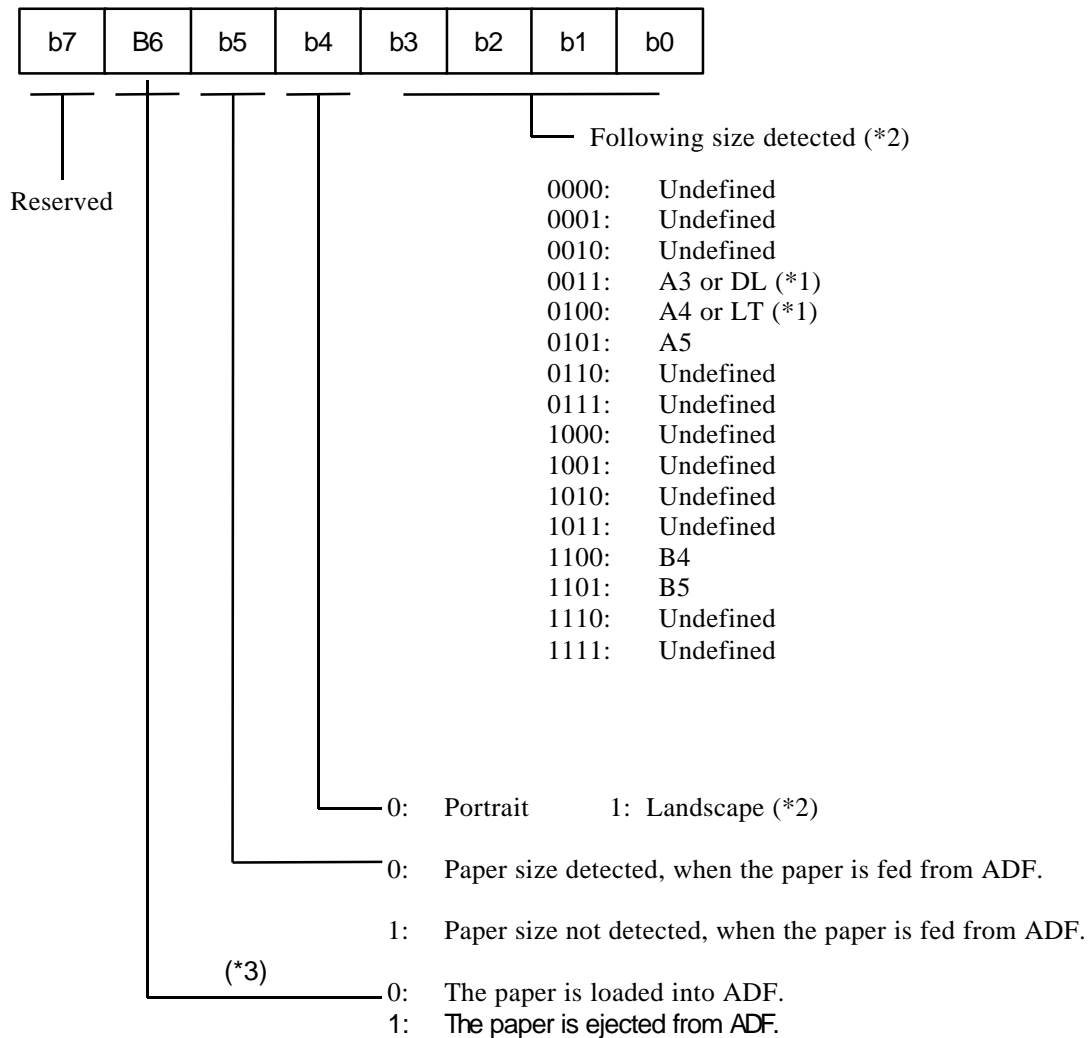 b7 B6 b5 b4 b3 b2 b1 b0
Following size detected (*2)
Reserved
0000: Undefined
0001: Undefined
0010: Undefined
0011: A3 or DL (*1)
0100: A4 or LT (*1)
0101: A5
0110: Undefined
0111: Undefined
1000: Undefined
1001: Undefined
1010: Undefined
1011: Undefined
1100: B4
1101: B5
1110: Undefined
1111: Undefined
0: Portrait 1: Landscape (*2)
0: Paper size detected, when the paper is fed from ADF.
1: Paper size not detected, when the paper is fed from ADF.
(*3)
0: The paper is loaded into ADF.
1: The paper is ejected from ADF.